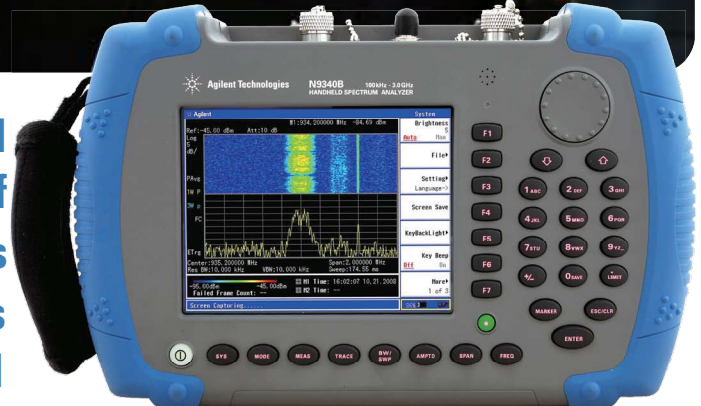 Agilent Technologies N9340B 100kHz - 3.0GHz
HANDHELD SPECTRUM ANALYZER
Agilent
System
M1:934.200000 MHz -84.69 dBm
Ref:-45.00 dBm Att:10 dB
Log
5
dB/
PAvg
1W P
3W p
FC
ETrg
Center:935.200000 MHz Span:2.000000 MHz
Res BW:10.000 kHz VBW:10.000 kHz Sweep:174.55 ms
-95.00dBm -45.00dBm
Failed Frame Count: --
M1 Time: 16:02:07 10.21.2008
M2 Time: --
Screen Capturing......
Brightness
5
Auto Man
File
Setting
Language->
Screen Save
KeyBackLight
Key Beep
Off On
More
1 of 3
F1
F2
F3
F4
F5
F6
F7
1 ABC 2 DEF 3 GHI
4 JKL 5 MNO 6 PQR
7 STU 8 VWX 9 YZ_
+/- 0 SAVE . LIMIT
MARKER ESC/CLR
ENTER
SYS MODE MEAS TRACE BW/SWP AMPTD SPAN FREQ